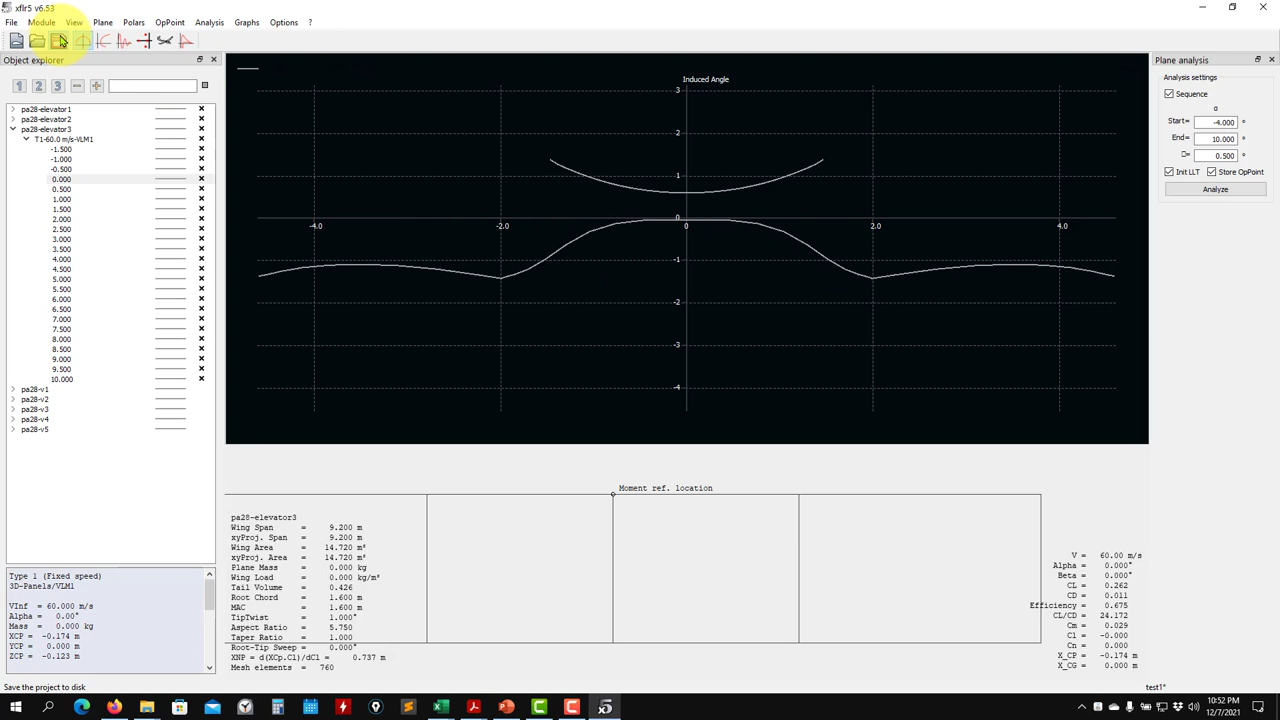 xflr5 v6.53
File Module View Plane Polars OpPoint Analysis Graphs Options ?
Object explorer
1 2 3 − +
pa28-elevator1
pa28-elevator2
pa28-elevator3
T1-60.0 m/s-VLM1
-1.500
-1.000
-0.500
0.000
0.500
1.000
1.500
2.000
2.500
3.000
3.500
4.000
4.500
5.000
5.500
6.000
6.500
7.000
7.500
8.000
8.500
9.000
9.500
10.000
pa28-v1
pa28-v2
pa28-v3
pa28-v4
pa28-v5
Type 1 (Fixed speed)
3D-Panels/VLM1
VInf = 60.000 m/s
Alpha = 0.00°
Mass = 0.000 kg
XCP = -0.174 m
YCP = 0.000 m
ZCP = -0.123 m
Save the project to disk
Induced Angle
3
2
1
0
-1
-2
-3
-4
-4.0 -2.0 0 2.0 4.0
Moment ref. location
pa28-elevator3
Wing Span = 9.200 m
xyProj. Span = 9.200 m
Wing Area = 14.720 m²
xyProj. Area = 14.720 m²
Plane Mass = 0.000 kg
Wing Load = 0.000 kg/m²
Tail Volume = 0.426
Root Chord = 1.600 m
MAC = 1.600 m
TipTwist = 1.000°
Aspect Ratio = 5.750
Taper Ratio = 1.000
Root-Tip Sweep = 0.000°
XNP = d(XCp.Cl)/dCl = 0.737 m
Mesh elements = 760
V = 60.00 m/s
Alpha = 0.000°
Beta = 0.000°
CL = 0.262
CD = 0.011
Efficiency = 0.675
CL/CD = 24.172
Cm = 0.029
Cl = -0.000
Cn = 0.000
X_CP = -0.174 m
X_CG = 0.000 m
Plane analysis
Analysis settings
Sequence
α
Start= -4.000 °
End= 10.000 °
= 0.500 °
Init LLT Store OpPoint
Analyze
test1*
10:52 PM
12/7/2021